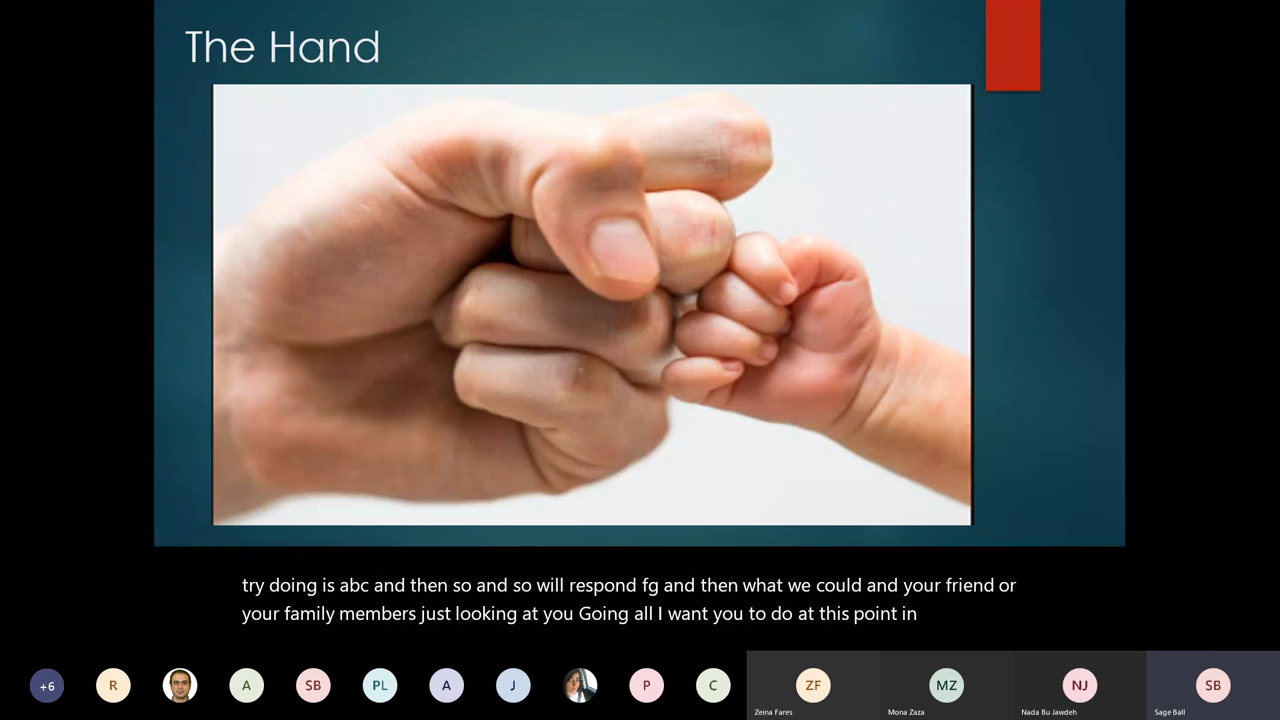 The Hand
try doing is abc and then so and so will respond fg and then what we could and your friend or
your family members just looking at you Going all I want you to do at this point in
+6
R
A
SB
PL
A
J
P
C
ZF
MZ
NJ
SB
Zeina Fares
Mona Zaza
Nada Bu Jawdeh
Sage Ball